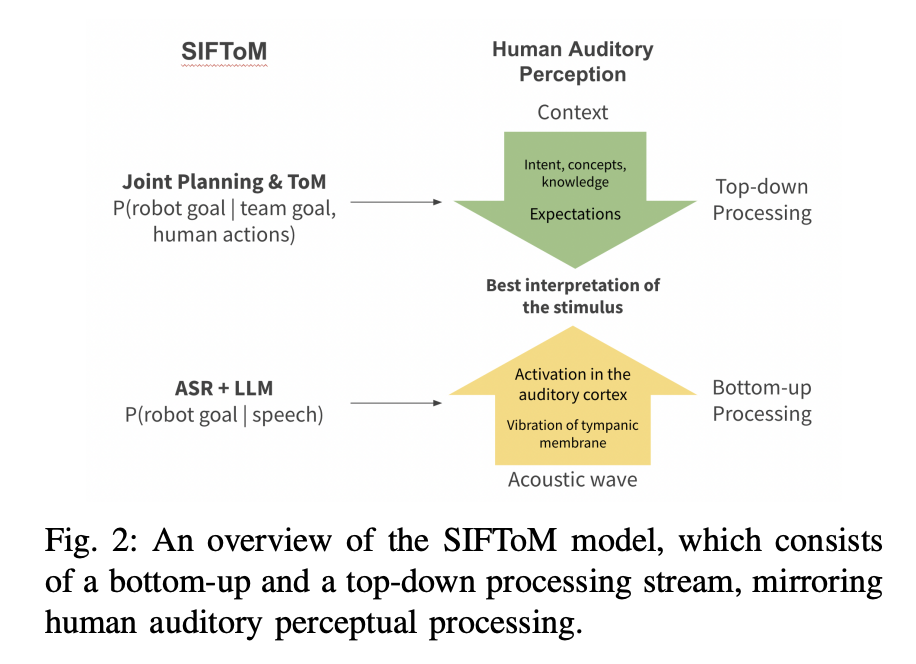 SIFToM
Human Auditory
Perception
Context
Intent, concepts,
knowledge
Expectations
Top-down
Processing
Joint Planning & ToM
P(robot goal | team goal,
human actions)
Best interpretation of
the stimulus
ASR + LLM
P(robot goal | speech)
Activation in the
auditory cortex
Vibration of tympanic
membrane
Bottom-up
Processing
Acoustic wave
Fig. 2: An overview of the SIFToM model, which consists
of a bottom-up and a top-down processing stream, mirroring
human auditory perceptual processing.